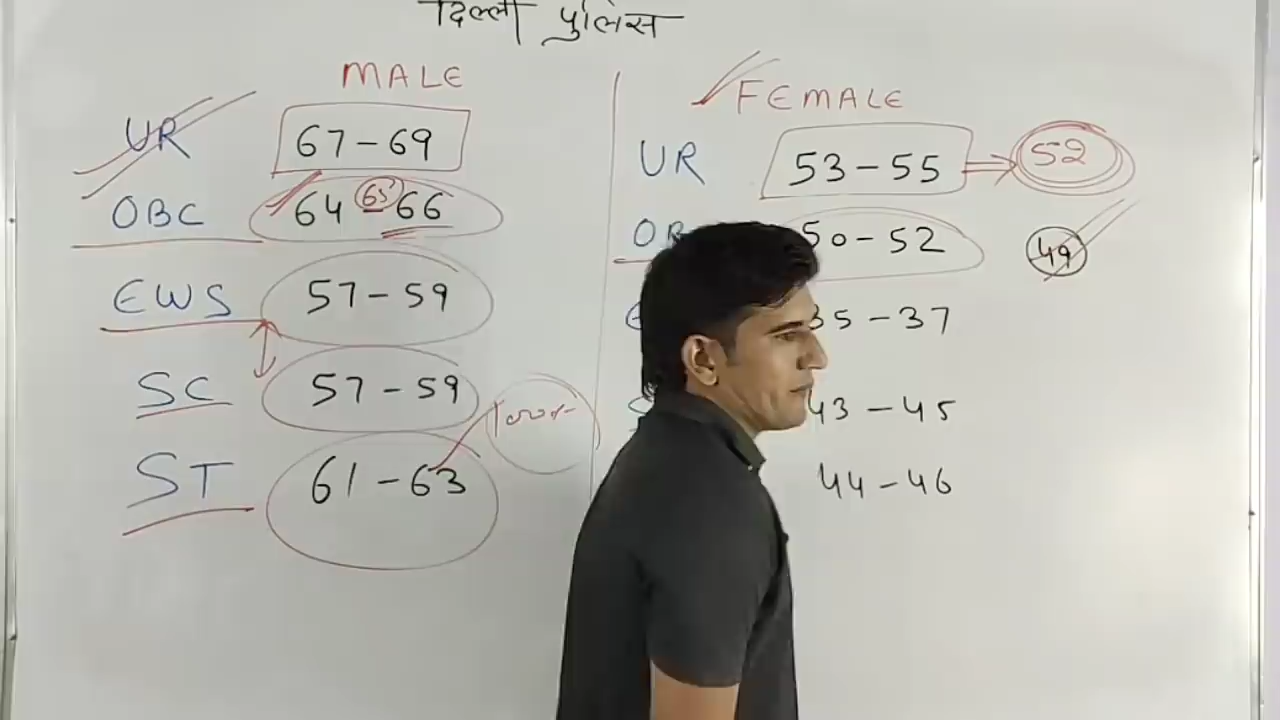 दिल्ली पुलिस
MALE
UR 67-69
OBC 64 65 66
EWS 57-59
SC 57-59
ST 61-63
FEMALE
UR 53-55 52
OB 50-52 49
35-37
43-45
44-46